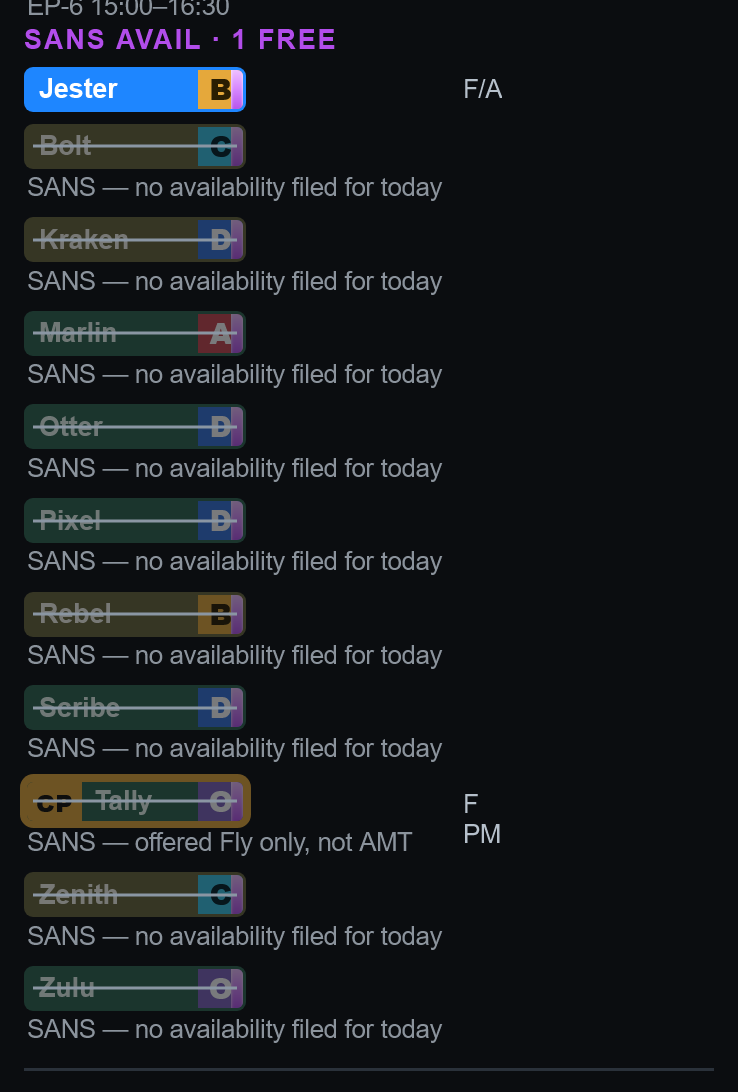 EP-6 15:00–16:30
SANS AVAIL · 1 FREE
Jester B F/A
Bolt C
SANS — no availability filed for today
Kraken D
SANS — no availability filed for today
Marlin A
SANS — no availability filed for today
Otter D
SANS — no availability filed for today
Pixel D
SANS — no availability filed for today
Rebel B
SANS — no availability filed for today
Scribe D
SANS — no availability filed for today
CP Tally O F
PM
SANS — offered Fly only, not AMT
Zenith C
SANS — no availability filed for today
Zulu O
SANS — no availability filed for today